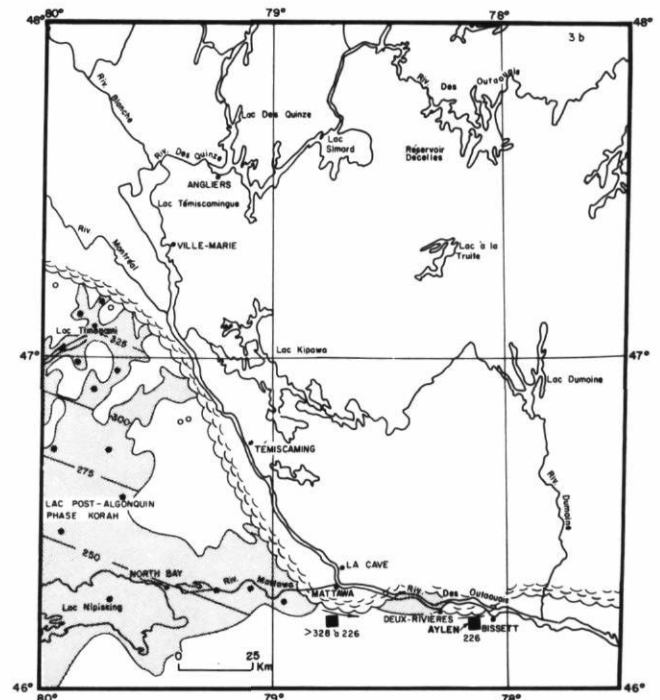 48°80°
79°
78°
48°
3 b
Riv. Blanche
Lac Des Quinze
Riv. Des Outaouais
Lac Simard
Réservoir Decelles
Riv. Des Quinze
ANGLIERS
Lac Témiscamingue
Riv Montréal
VILLE-MARIE
Lac à la Truite
Lac Timagami
325
47°
47°
Lac Kipawa
Lac Dumoine
300
TÉMISCAMING
275
LAC POST-ALGONQUIN
PHASE KORAH
Riv Dumoine
250
LA CAVE
NORTH BAY
Riv. Mattawa
MATTAWA
Riv. Des Outaouais
Lac Nipissing
DEUX-RIVIÈRES
AYLEN
BISSETT
>328 à 226
226
0 25
Km
46°
80°
79°
78°
46°